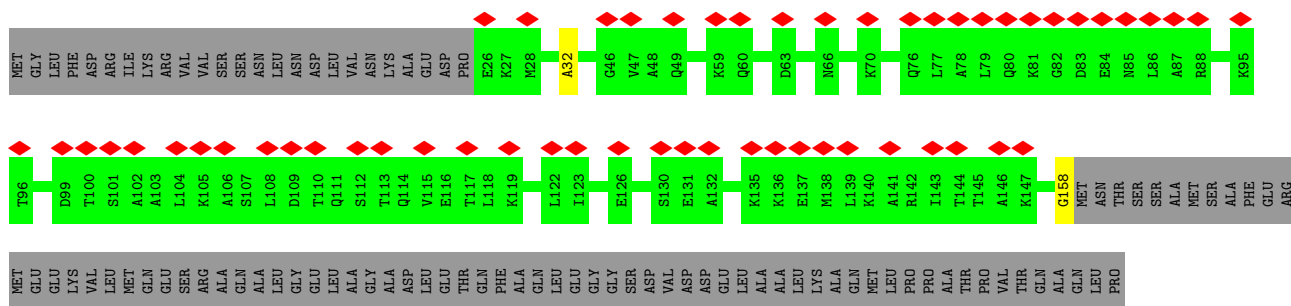 MET GLY LEU PHE ASP ARG ILE LYS ARG VAL VAL SER SER ASN LEU ASN ASP LEU VAL ASN LYS ALA GLU ASP PRO E26 K27 M28 A32 G46 V47 A48 Q49 K59 Q60 D63 N66 K70 Q76 L77 A78 L79 Q80 K81 G82 D83 E84 N85 L86 A87 R88 K95
T96 D99 T100 S101 A102 A103 L104 K105 A106 S107 L108 D109 T110 Q111 S112 T113 Q114 V115 E116 T117 L118 K119 L122 I123 E126 S130 E131 A132 K135 K136 E137 M138 L139 K140 A141 R142 I143 T144 T145 A146 K147 G158 MET ASN THR SER SER ALA MET SER ALA PHE GLU ARG
MET GLU GLU LYS VAL LEU MET GLN GLU SER ARG ALA GLN ALA LEU GLY GLU LEU ALA GLY ALA ASP LEU GLU THR GLN PHE ALA GLN LEU GLU GLY GLY SER ASP VAL ASP ASP GLU LEU ALA ALA LEU LYS ALA GLN MET LEU PRO PRO ALA THR PRO VAL THR GLN ALA GLN LEU PRO